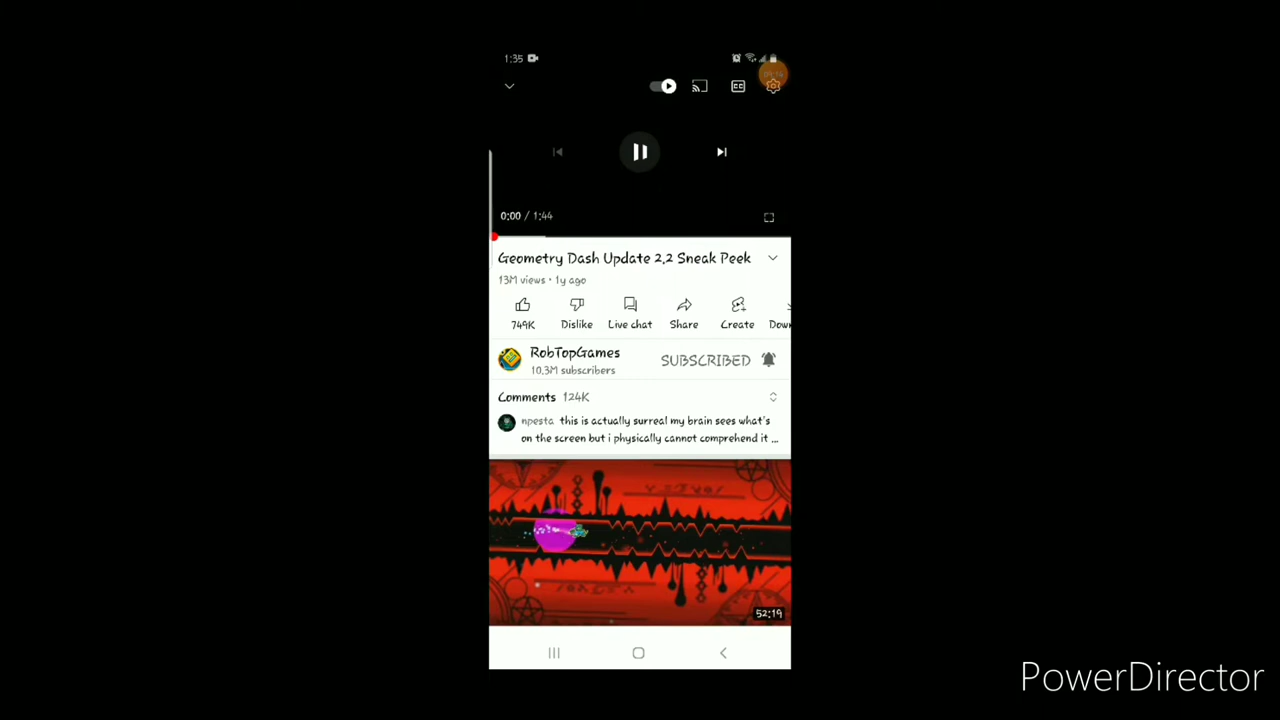 1:35
0:00 / 1:44
Geometry Dash Update 2.2 Sneak Peek
13M views · 1y ago
749K
Dislike
Live chat
Share
Create
Down
RobTopGames
10.3M subscribers
SUBSCRIBED
Comments 124K
npesta this is actually surreal my brain sees what's
on the screen but i physically cannot comprehend it ...
52:19
PowerDirector